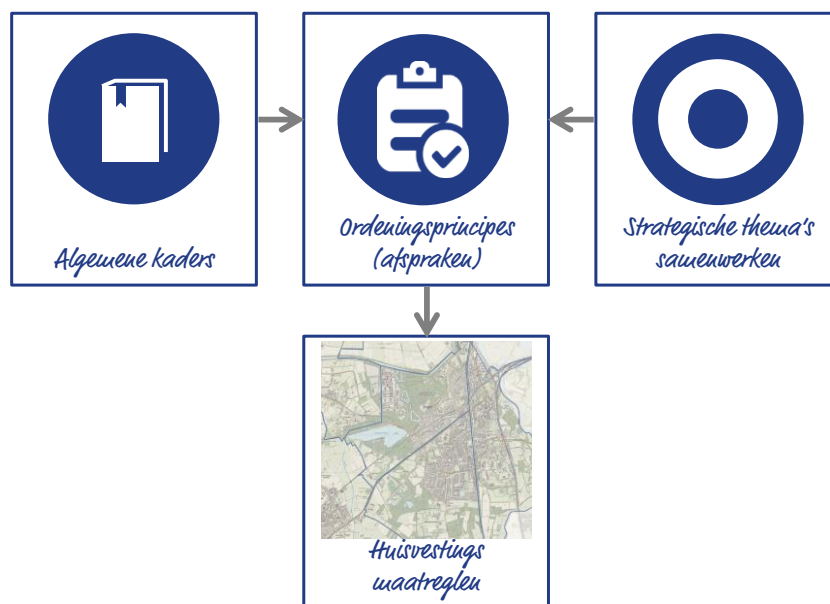 Algemene kaders
Ordeningsprincipes
(afspraken)
Strategische thema's
samenwerken
Huisvestings
maatreglen